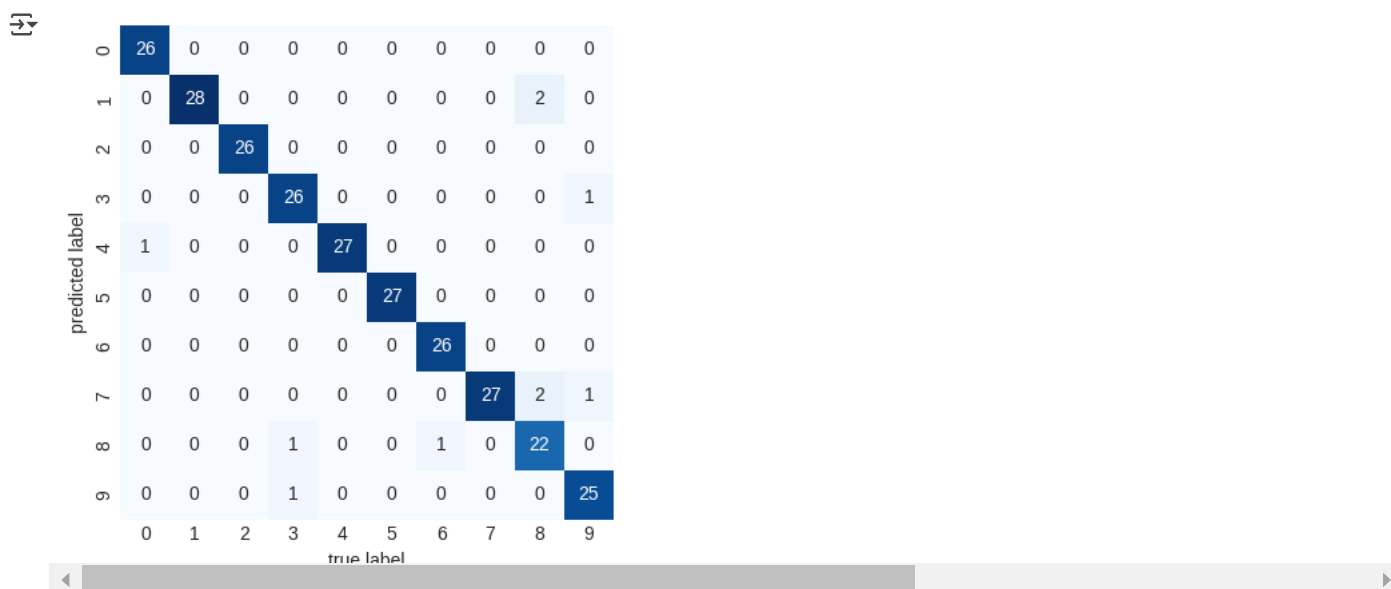 predicted label
0 26 0 0 0 0 0 0 0 0 0
1 0 28 0 0 0 0 0 0 2 0
2 0 0 26 0 0 0 0 0 0 0
3 0 0 0 26 0 0 0 0 0 1
4 1 0 0 0 27 0 0 0 0 0
5 0 0 0 0 0 27 0 0 0 0
6 0 0 0 0 0 0 26 0 0 0
7 0 0 0 0 0 0 0 27 2 1
8 0 0 0 1 0 0 1 0 22 0
9 0 0 0 1 0 0 0 0 0 25
0 1 2 3 4 5 6 7 8 9
true label